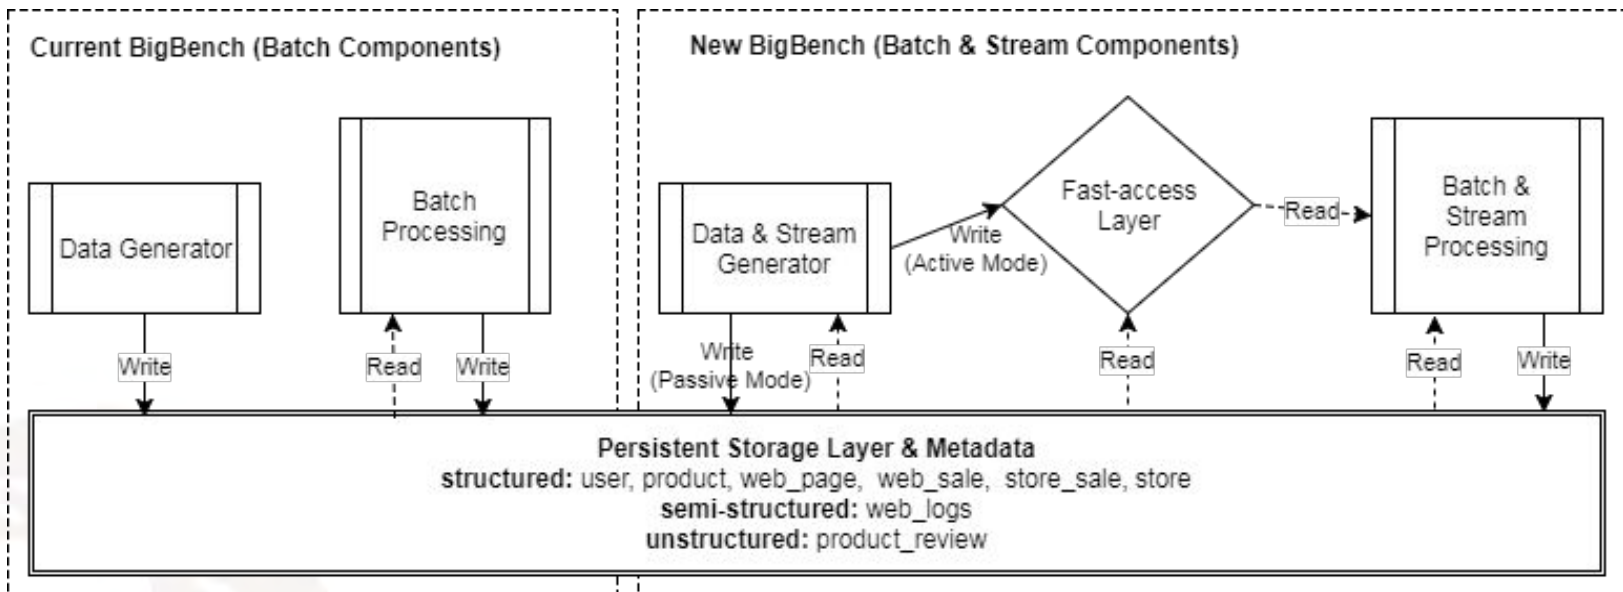 Current BigBench (Batch Components)
New BigBench (Batch & Stream Components)
Data Generator
Batch
Processing
Data & Stream
Generator
Fast-access
Layer
Batch &
Stream
Processing
Write
(Active Mode)
Read
Write
Read
Write
Write
(Passive Mode)
Read
Read
Read
Write
Persistent Storage Layer & Metadata
structured: user, product, web_page, web_sale, store_sale, store
semi-structured: web_logs
unstructured: product_review